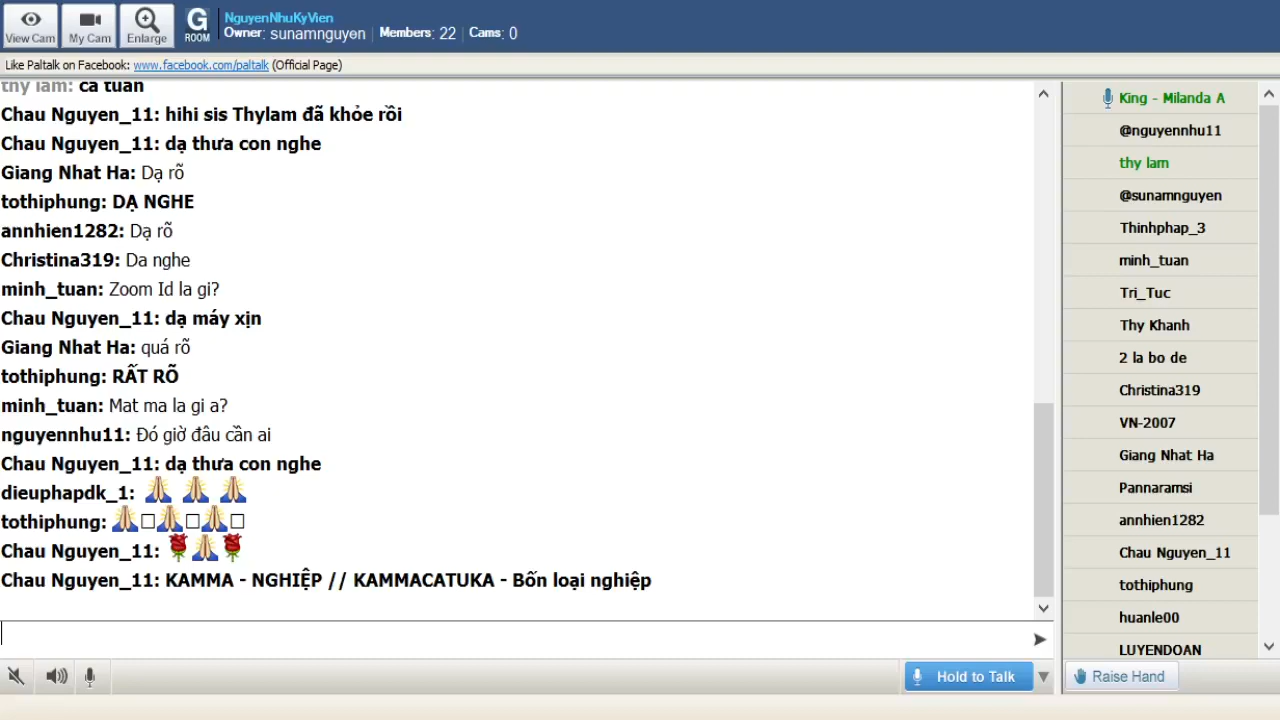 View Cam
My Cam
Enlarge
G
ROOM
NguyenNhuKyVien
Owner: sunamnguyen | Members: 22 | Cams: 0
Like Paltalk on Facebook: www.facebook.com/paltalk (Official Page)
thy lam: ca tuan
Chau Nguyen_11: hihi sis Thylam đã khỏe rồi
Chau Nguyen_11: dạ thưa con nghe
Giang Nhat Ha: Dạ rõ
tothiphung: DẠ NGHE
annhien1282: Dạ rõ
Christina319: Da nghe
minh_tuan: Zoom Id la gi?
Chau Nguyen_11: dạ máy xịn
Giang Nhat Ha: quá rõ
tothiphung: RẤT RÕ
minh_tuan: Mat ma la gi a?
nguyennhu11: Đó giờ đâu cần ai
Chau Nguyen_11: dạ thưa con nghe
dieuphapdk_1: 🙏 🙏 🙏
tothiphung: 🙏□🙏□🙏□
Chau Nguyen_11: 🌹🙏🌹
Chau Nguyen_11: KAMMA - NGHIỆP // KAMMACATUKA - Bốn loại nghiệp
King - Milanda A
@nguyennhu11
thy lam
@sunamnguyen
Thinhphap_3
minh_tuan
Tri_Tuc
Thy Khanh
2 la bo de
Christina319
VN-2007
Giang Nhat Ha
Pannaramsi
annhien1282
Chau Nguyen_11
tothiphung
huanle00
LUYENDOAN
Hold to Talk
Raise Hand